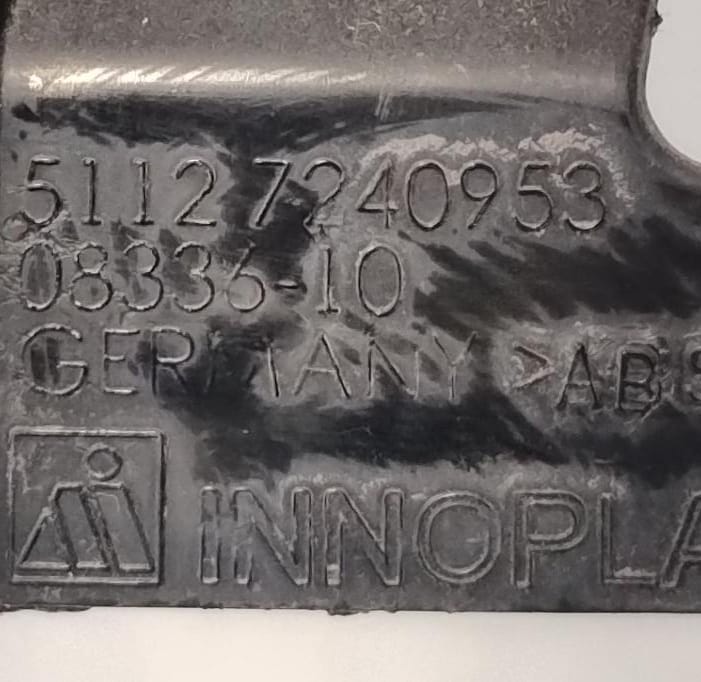 5112 7240953
08336-10
GERMANY >ABS
INNOPLA